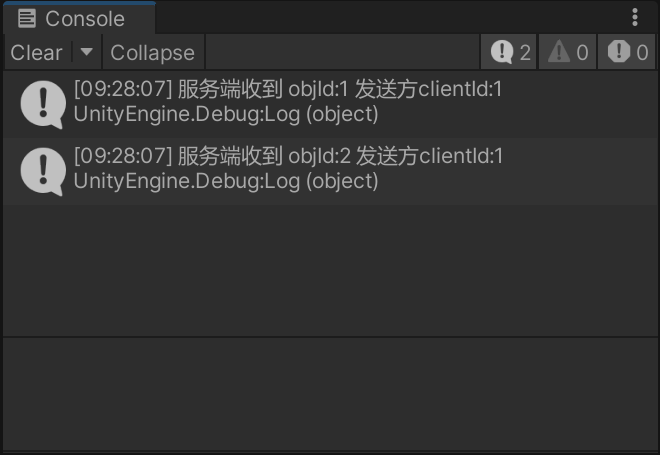 Console
Clear Collapse 2 0 0
[09:28:07] 服务端收到 objId:1 发送方clientId:1
UnityEngine.Debug:Log (object)
[09:28:07] 服务端收到 objId:2 发送方clientId:1
UnityEngine.Debug:Log (object)